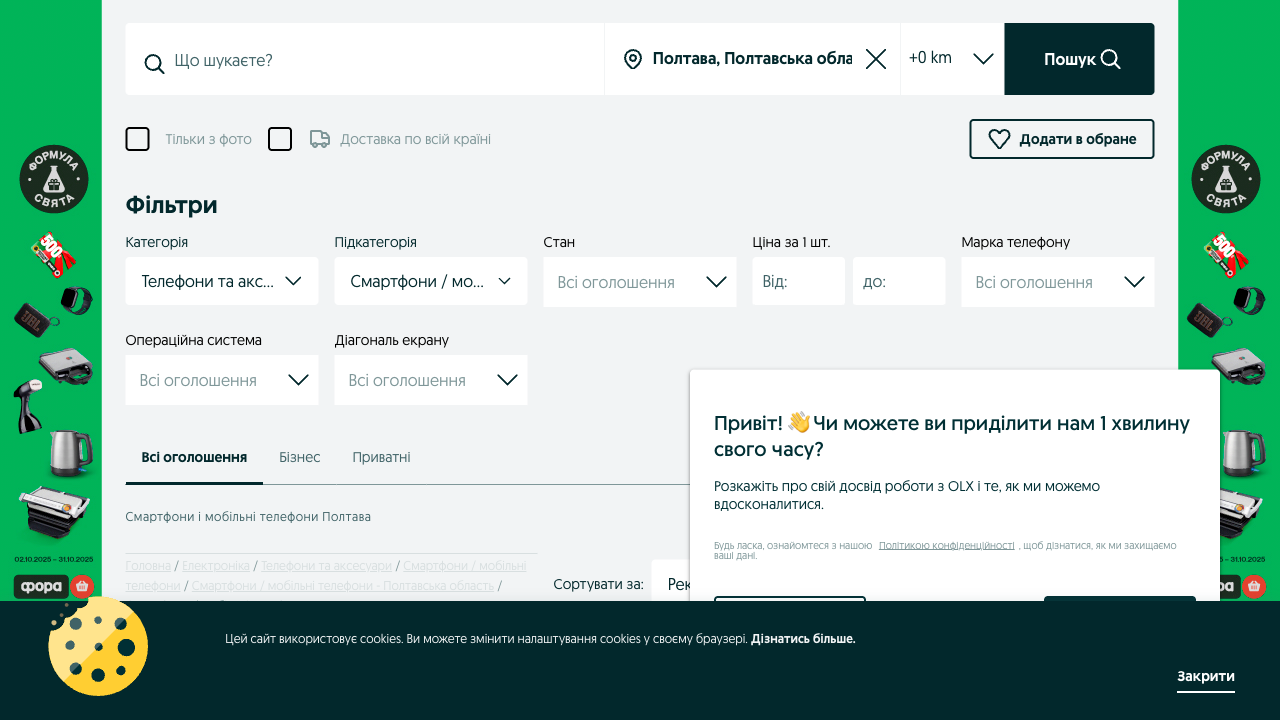 Що шукаєте?
Полтава, Полтавська обла
+0 km
Пошук
Тільки з фото
Доставка по всій країні
Додати в обране
Фільтри
Категорія
Підкатегорія
Стан
Ціна за 1 шт.
Марка телефону
Телефони та акс...
Смартфони / мо...
Всі оголошення
Від:
до:
Всі оголошення
Операційна система
Діагональ екрану
Всі оголошення
Всі оголошення
Всі оголошення
Бізнес
Приватні
Смартфони і мобільні телефони Полтава
Головна / Електроніка / Телефони та аксесуари / Смартфони / мобільні
телефони / Смартфони / мобільні телефони - Полтавська область /
Сортувати за:
Рек
Привіт! 👋 Чи можете ви приділити нам 1 хвилину
свого часу?
Розкажіть про свій досвід роботи з OLX і те, як ми можемо
вдосконалитися.
Будь ласка, ознайомтеся з нашою Політикою конфіденційності , щоб дізнатися, як ми захищаємо
ваші дані.
Цей сайт використовує cookies. Ви можете змінити налаштування cookies у своєму браузері. Дізнатись більше.
Закрити
ФОРМУЛА
СВЯТА
500
JBL
02.10.2025 – 31.10.2025
фора
ФОРМУЛА
СВЯТА
500
JBL
– 31.10.2025
ра